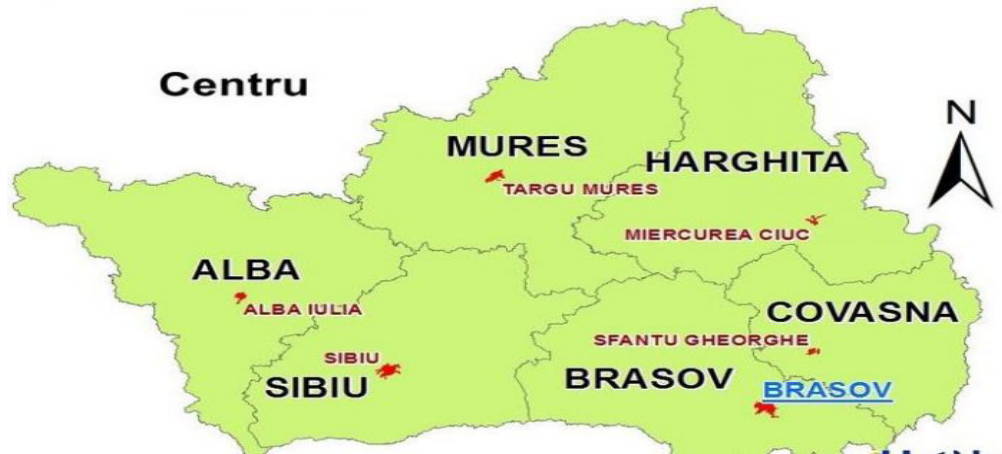 Centru
N
MURES
HARGHITA
TARGU MURES
MIERCUREA CIUC
ALBA
ALBA IULIA
COVASNA
SFANTU GHEORGHE
SIBIU
SIBIU
BRASOV
BRASOV